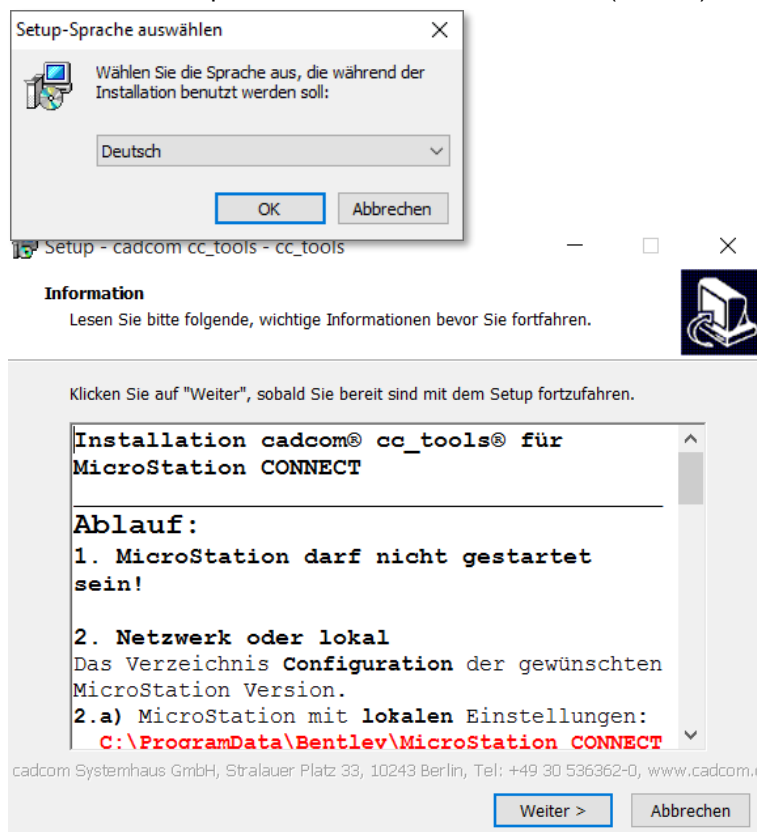 Setup-Sprache auswählen
Wählen Sie die Sprache aus, die während der
Installation benutzt werden soll:
Deutsch
OK Abbrechen
Setup - cadcom cc_tools - cc_tools
Information
Lesen Sie bitte folgende, wichtige Informationen bevor Sie fortfahren.
Klicken Sie auf "Weiter", sobald Sie bereit sind mit dem Setup fortzufahren.
Installation cadcom® cc_tools® für
MicroStation CONNECT
Ablauf:
1. MicroStation darf nicht gestartet
sein!
2. Netzwerk oder lokal
Das Verzeichnis Configuration der gewünschten
MicroStation Version.
2.a) MicroStation mit lokalen Einstellungen:
C:\ProgramData\Bentley\MicroStation CONNECT
cadcom Systemhaus GmbH, Stralauer Platz 33, 10243 Berlin, Tel: +49 30 536362-0, www.cadcom.
Weiter > Abbrechen